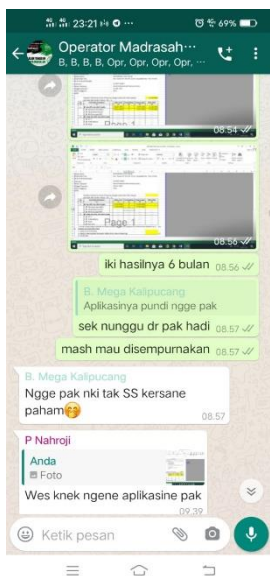 23:21
69%
Operator Madrasah...
B, B, B, B, Opr, Opr, Opr, Opr, ...
Page 1
08.54
Page 1
08.56
iki hasilnya 6 bulan 08.56
B. Mega Kalipucang
Aplikasinya pundi ngge pak
sek nunggu dr pak hadi 08.57
mash mau disempurnakan 08.57
B. Mega Kalipucang
Ngge pak nki tak SS kersane
paham 08.57
P Nahroji
Anda
Foto
Wes knek ngene aplikasine pak
09.39
Ketik pesan